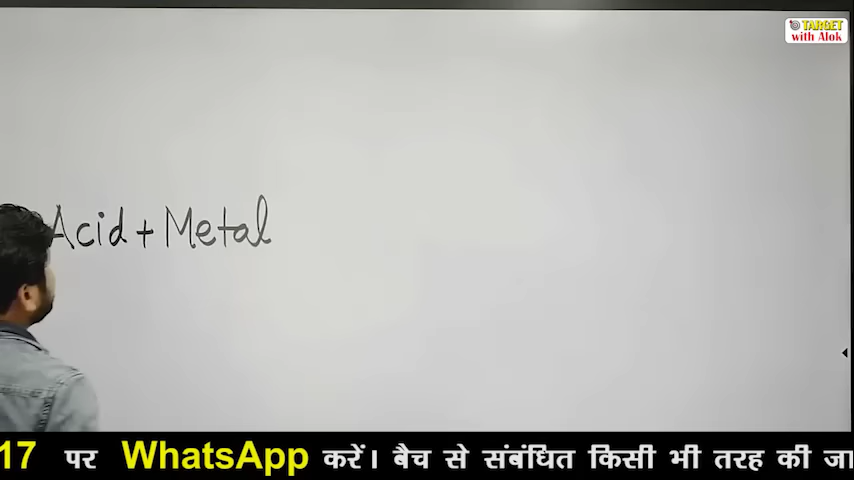 TARGET
with Alok
Acid + Metal
17 पर WhatsApp करें। बैच से संबंधित किसी भी तरह की जा